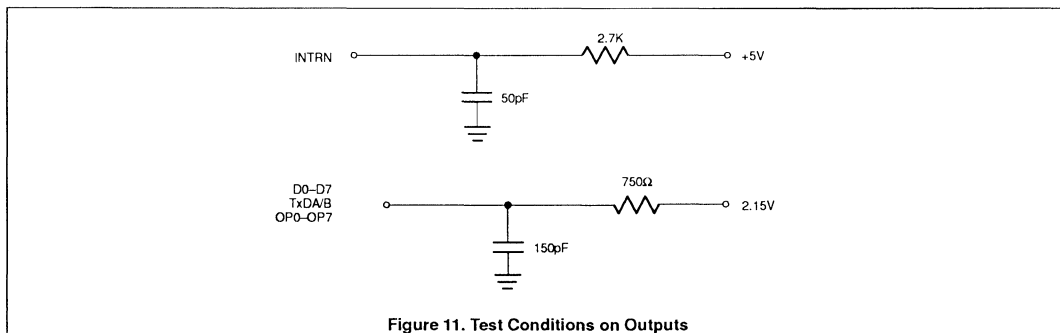 2.7K
INTRN
+5V
50pF
D0–D7
TxDA/B
OP0–OP7
750Ω
2.15V
150pF
Figure 11. Test Conditions on Outputs